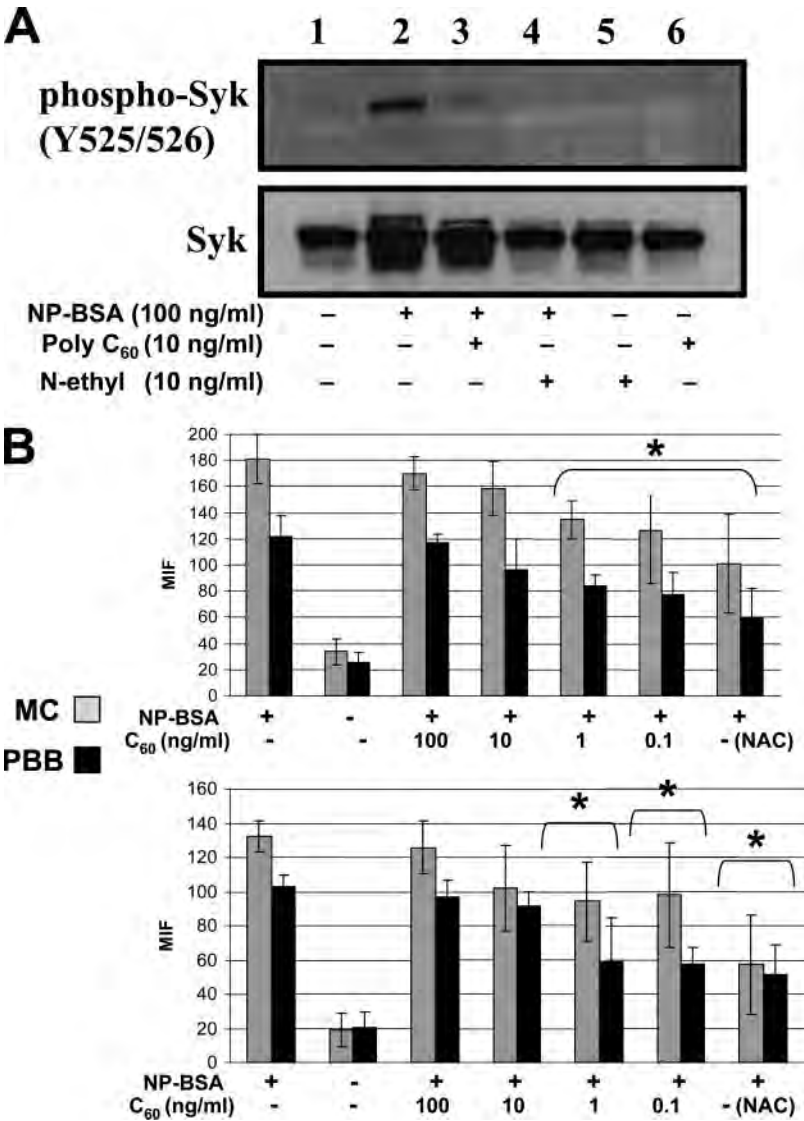 A
1 2 3 4 5 6
phospho-Syk
(Y525/526)
Syk
NP-BSA (100 ng/ml) – + + + – –
Poly C60 (10 ng/ml) – – + – – +
N-ethyl (10 ng/ml) – – – + + –
B
200
180
160
140
120
100
80
60
40
20
0
MIF
*
MC
PBB
NP-BSA + - + + + + +
C60 (ng/ml) - - 100 10 1 0.1 - (NAC)
160
140
120
100
80
60
40
20
0
MIF
* * *
NP-BSA + - + + + + +
C60 (ng/ml) - - 100 10 1 0.1 - (NAC)